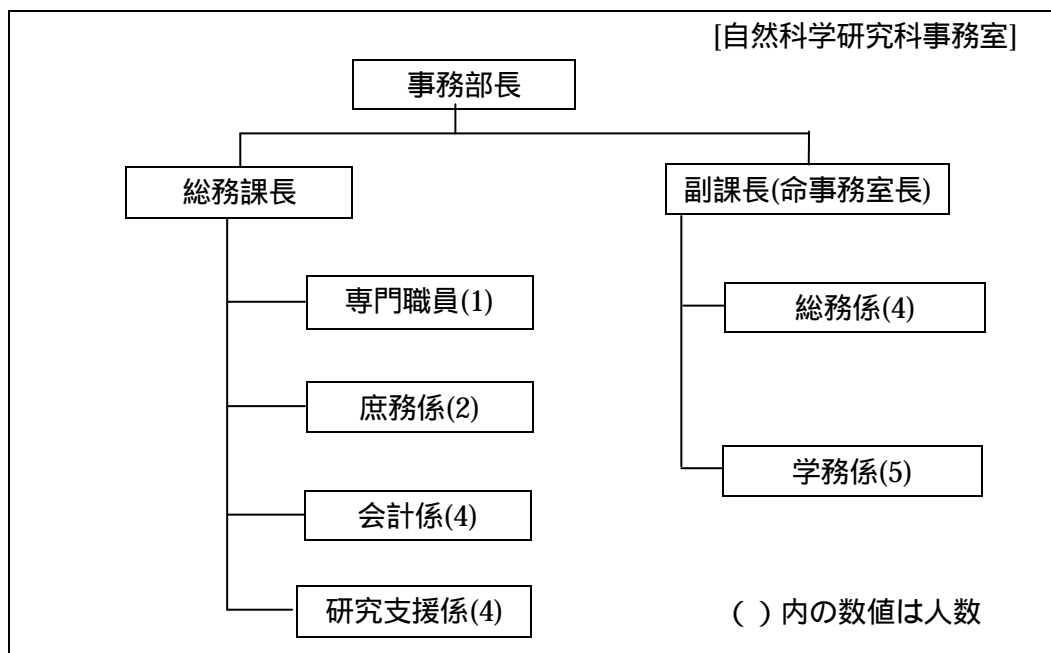 [自然科学研究科事務室]
事務部長
総務課長
副課長(命事務室長)
専門職員(1)
総務係(4)
庶務係(2)
学務係(5)
会計係(4)
研究支援係(4)
( ) 内の数値は人数